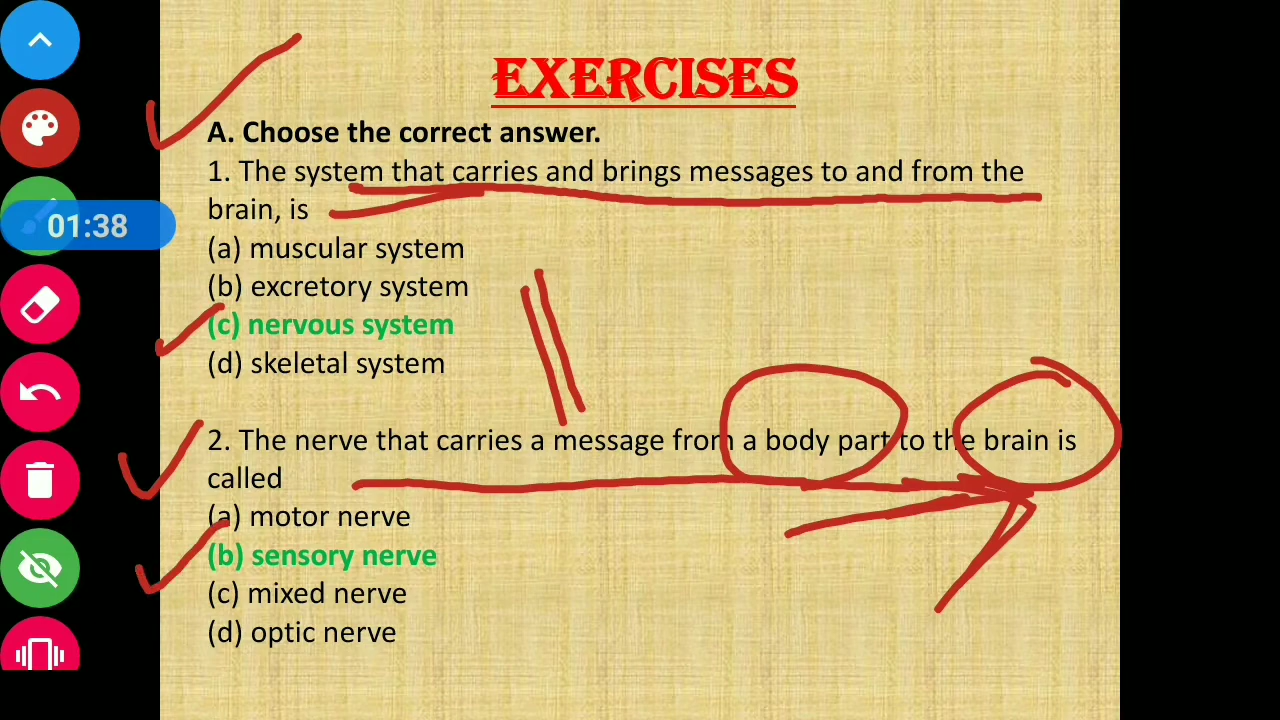 EXERCISES
A. Choose the correct answer.
1. The system that carries and brings messages to and from the
brain, is
(a) muscular system
(b) excretory system
(c) nervous system
(d) skeletal system
2. The nerve that carries a message from a body part to the brain is
called
(a) motor nerve
(b) sensory nerve
(c) mixed nerve
(d) optic nerve
01:38